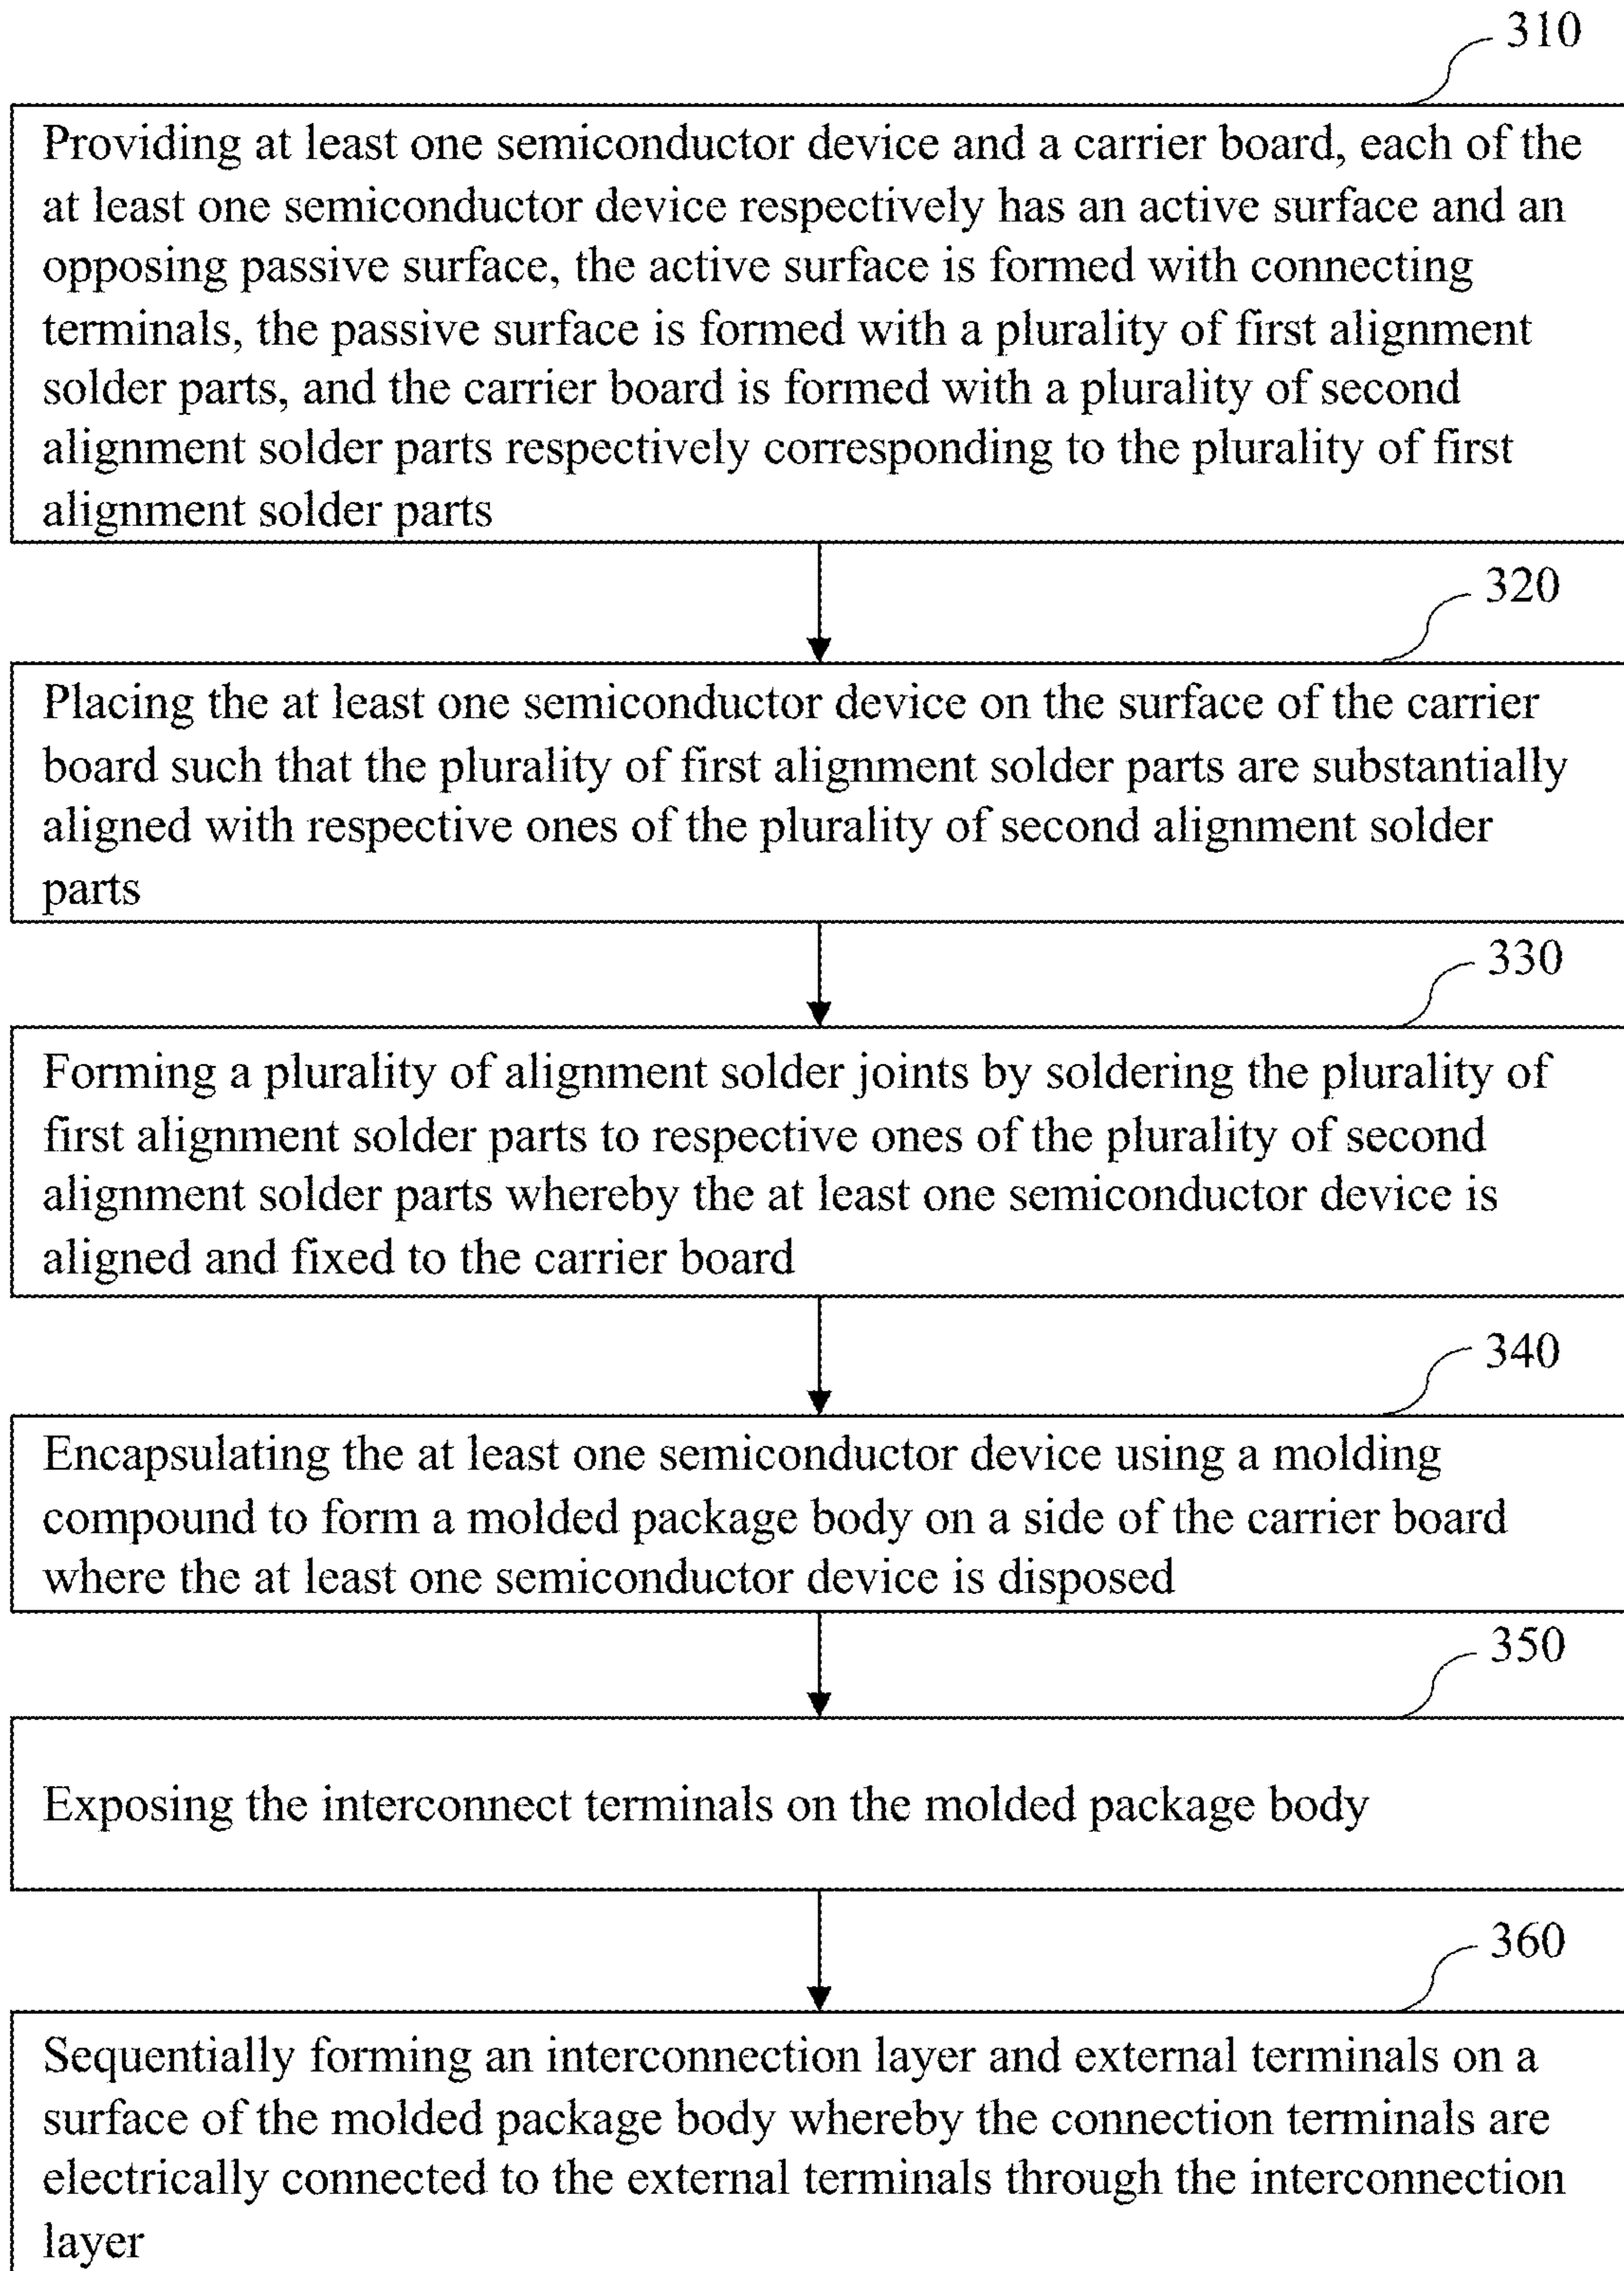 310
Providing at least one semiconductor device and a carrier board, each of the
at least one semiconductor device respectively has an active surface and an
opposing passive surface, the active surface is formed with connecting
terminals, the passive surface is formed with a plurality of first alignment
solder parts, and the carrier board is formed with a plurality of second
alignment solder parts respectively corresponding to the plurality of first
alignment solder parts
320
Placing the at least one semiconductor device on the surface of the carrier
board such that the plurality of first alignment solder parts are substantially
aligned with respective ones of the plurality of second alignment solder
parts
330
Forming a plurality of alignment solder joints by soldering the plurality of
first alignment solder parts to respective ones of the plurality of second
alignment solder parts whereby the at least one semiconductor device is
aligned and fixed to the carrier board
340
Encapsulating the at least one semiconductor device using a molding
compound to form a molded package body on a side of the carrier board
where the at least one semiconductor device is disposed
350
Exposing the interconnect terminals on the molded package body
360
Sequentially forming an interconnection layer and external terminals on a
surface of the molded package body whereby the connection terminals are
electrically connected to the external terminals through the interconnection
layer